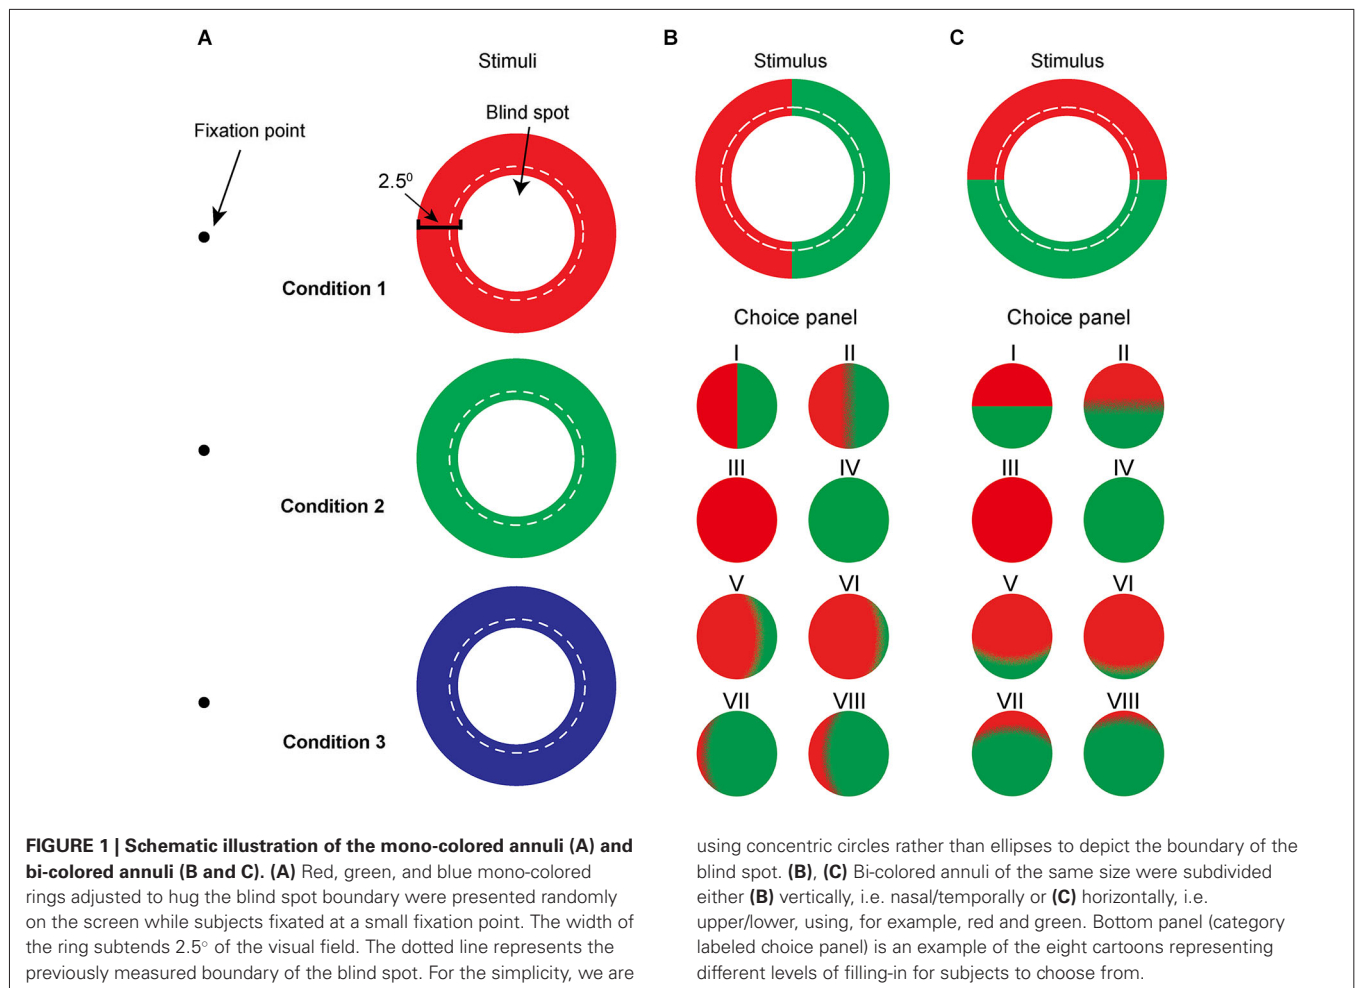 A
B
C
Stimuli
Stimulus
Stimulus
Blind spot
Fixation point
2.5⁰
Condition 1
Condition 2
Condition 3
Choice panel
I
II
III
IV
V
VI
VII
VIII
Choice panel
I
II
III
IV
V
VI
VII
VIII
FIGURE 1 | Schematic illustration of the mono-colored annuli (A) and
bi-colored annuli (B and C). (A) Red, green, and blue mono-colored
rings adjusted to hug the blind spot boundary were presented randomly
on the screen while subjects fixated at a small fixation point. The width of
the ring subtends 2.5° of the visual field. The dotted line represents the
previously measured boundary of the blind spot. For the simplicity, we are
using concentric circles rather than ellipses to depict the boundary of the
blind spot. (B), (C) Bi-colored annuli of the same size were subdivided
either (B) vertically, i.e. nasal/temporally or (C) horizontally, i.e.
upper/lower, using, for example, red and green. Bottom panel (category
labeled choice panel) is an example of the eight cartoons representing
different levels of filling-in for subjects to choose from.